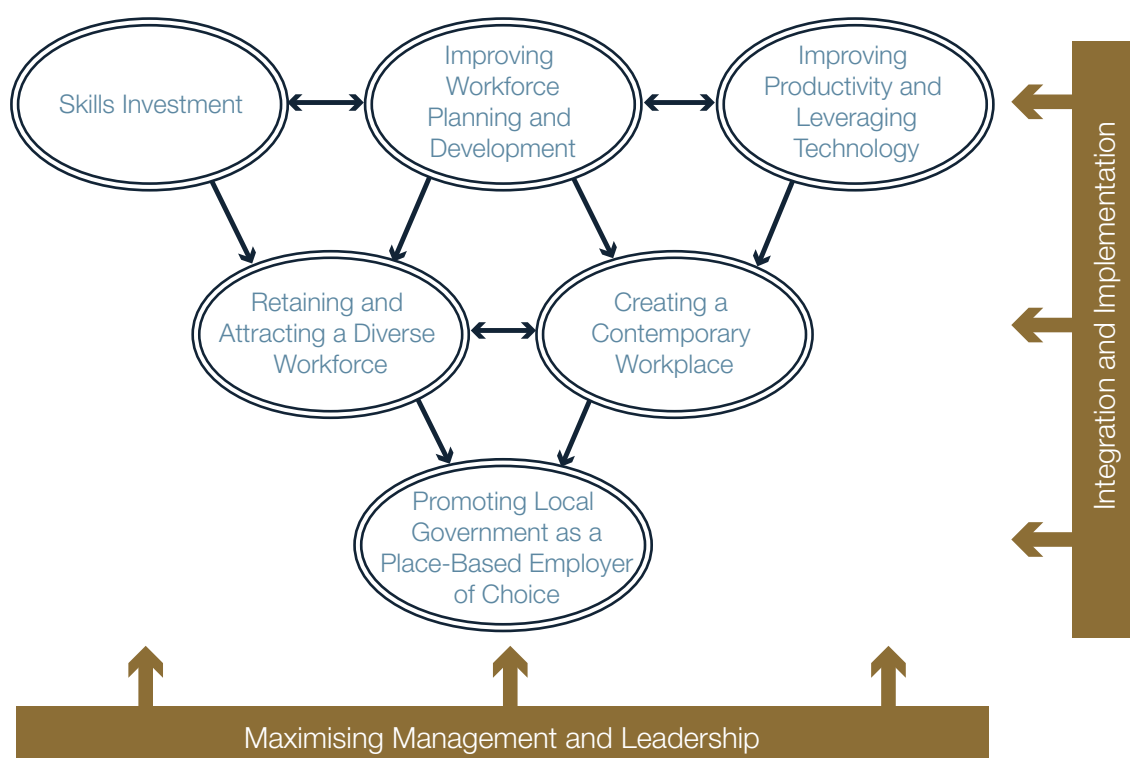 Skills Investment
Improving
Workforce
Planning and
Development
Improving
Productivity and
Leveraging
Technology
Retaining and
Attracting a Diverse
Workforce
Creating a
Contemporary
Workplace
Promoting Local
Government as a
Place-Based Employer
of Choice
Integration and Implementation
Maximising Management and Leadership